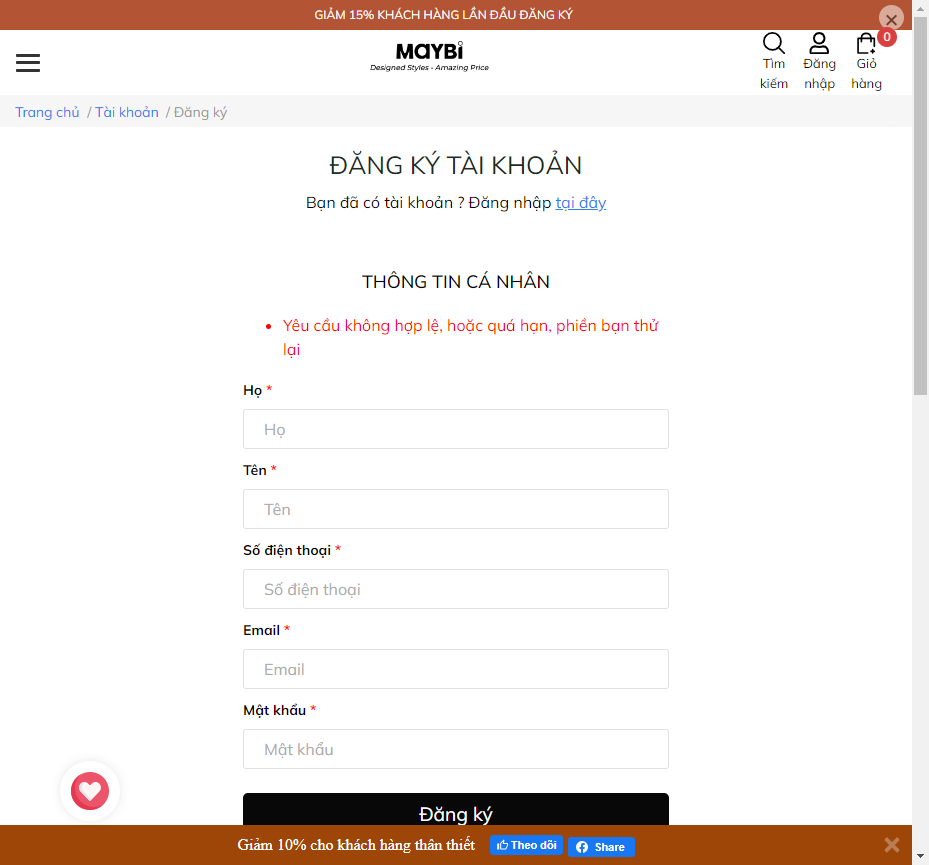 GIẢM 15% KHÁCH HÀNG LẦN ĐẦU ĐĂNG KÝ
MAYBI
Designed Styles - Amazing Price
Tìm kiếm
Đăng nhập
Giỏ hàng
0
Trang chủ / Tài khoản / Đăng ký
ĐĂNG KÝ TÀI KHOẢN
Bạn đã có tài khoản ? Đăng nhập tại đây
THÔNG TIN CÁ NHÂN
Yêu cầu không hợp lệ, hoặc quá hạn, phiền bạn thử
lại
Họ *
Họ
Tên *
Tên
Số điện thoại *
Số điện thoại
Email *
Email
Mật khẩu *
Mật khẩu
Đăng ký
Giảm 10% cho khách hàng thân thiết
Theo dõi
Share